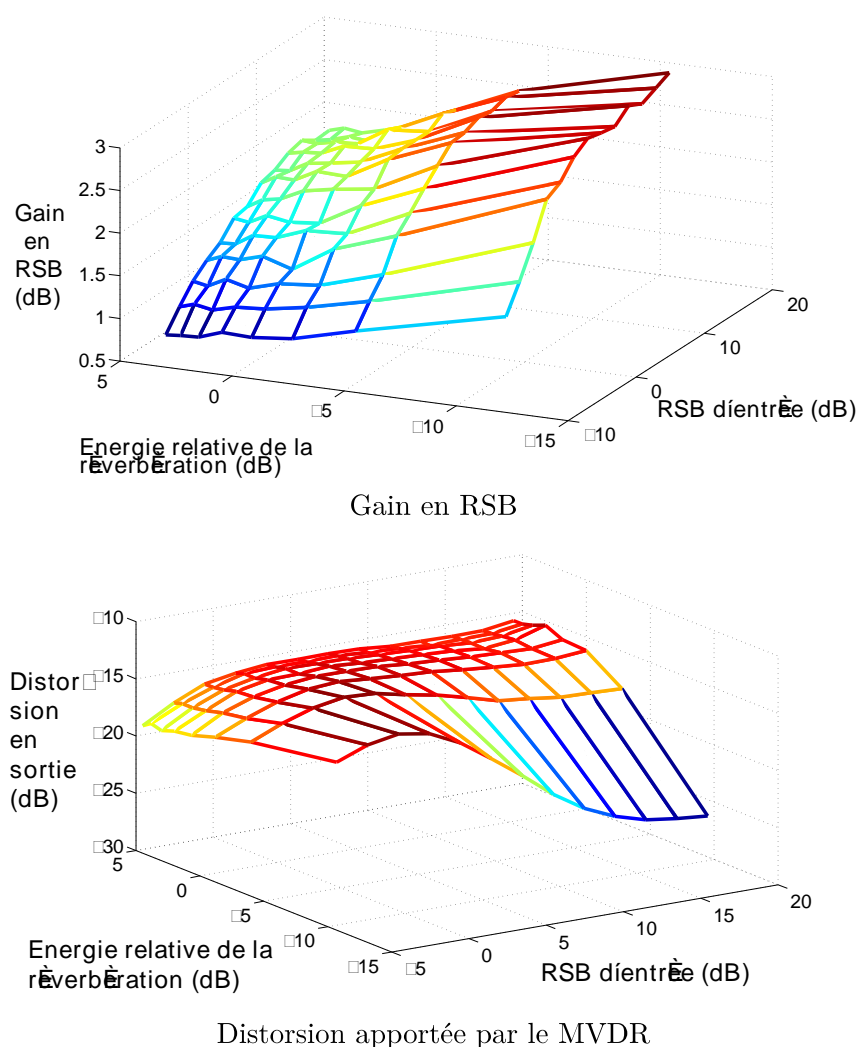 3
2.5
2
1.5
1
0.5
Gain
en
RSB
(dB)
5
0
□5
□10
□15
□10
0
10
20
RSB díentrÈe (dB)
Energie relative de la
rÈverbÈration (dB)
Gain en RSB
□10
□15
□20
□25
□30
Distor□
sion
en
sortie
(dB)
5
0
□5
□10
□15
□5
0
5
10
15
20
Energie relative de la
rÈverbÈration (dB)
RSB díentrÈe (dB)
Distorsion apportée par le MVDR